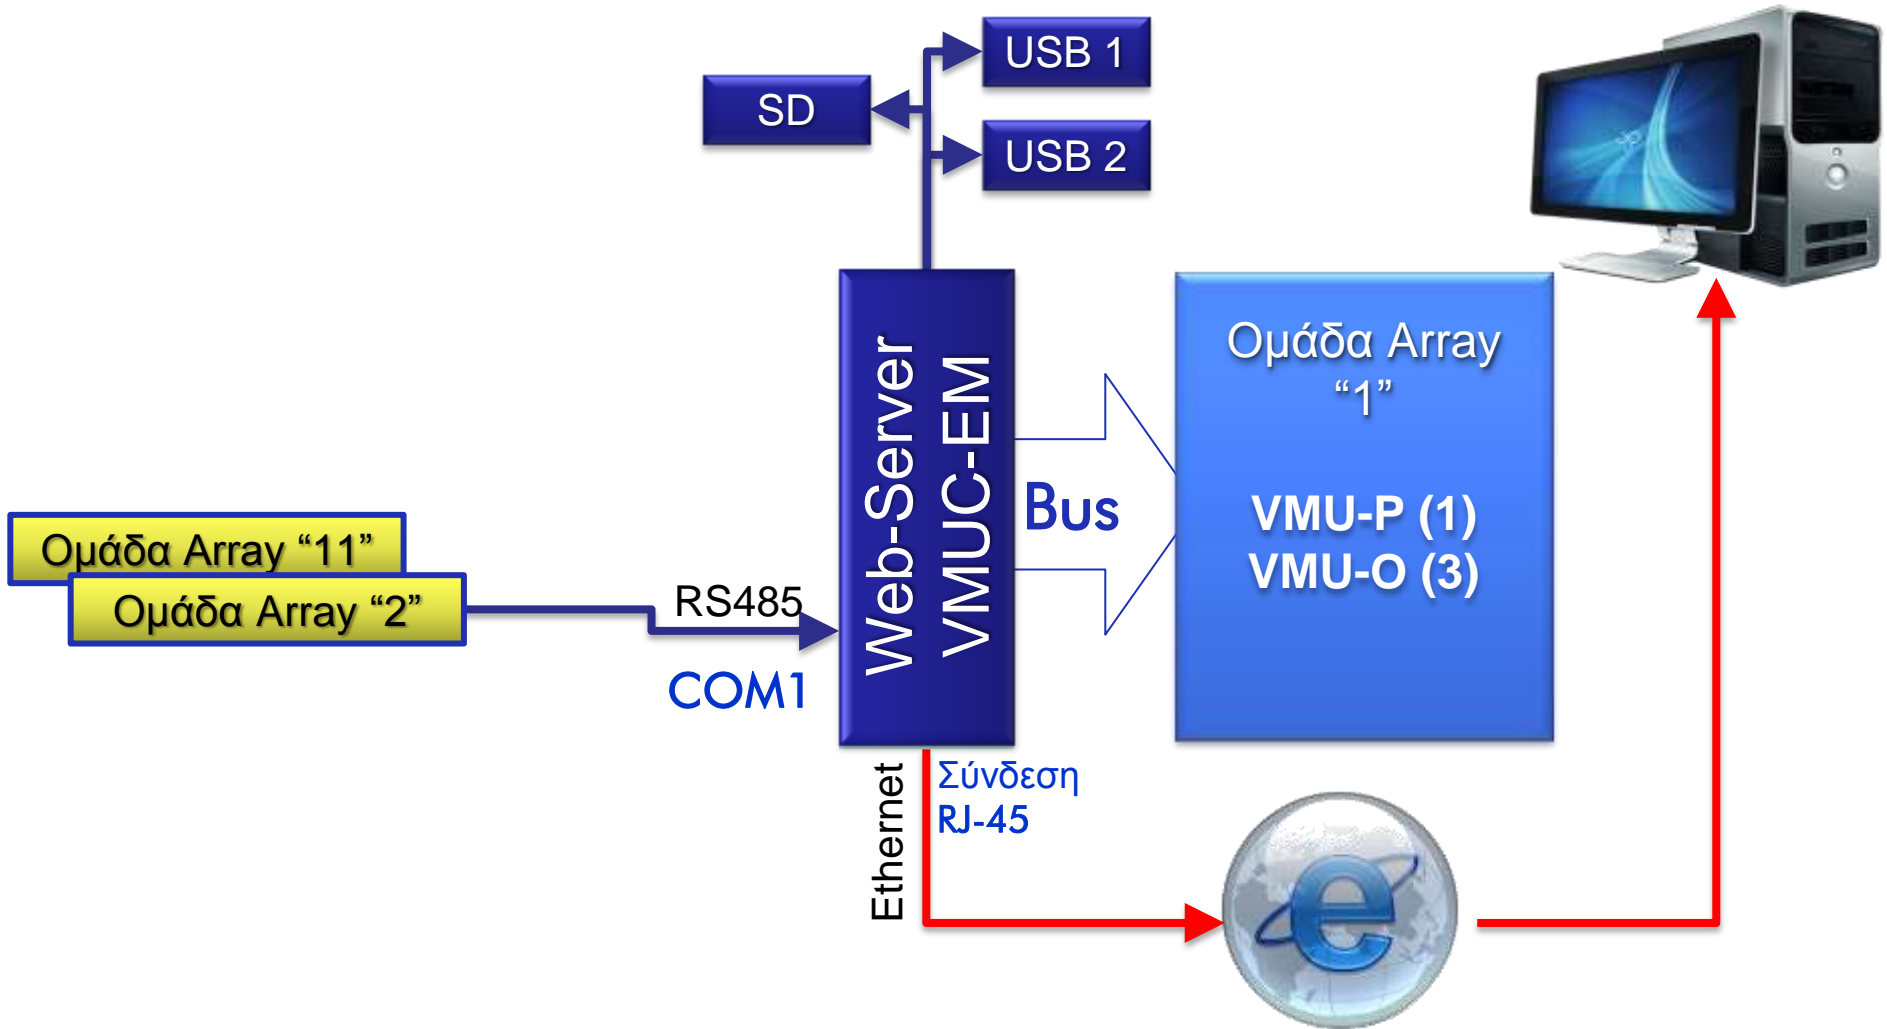 USB 1
SD
USB 2
Web-Server
VMUC-EM
Ομάδα Array
“1”
VMU-P (1)
VMU-O (3)
Bus
Ομάδα Array “11”
Ομάδα Array “2”
RS485
COM1
Ethernet
Σύνδεση
RJ-45
e